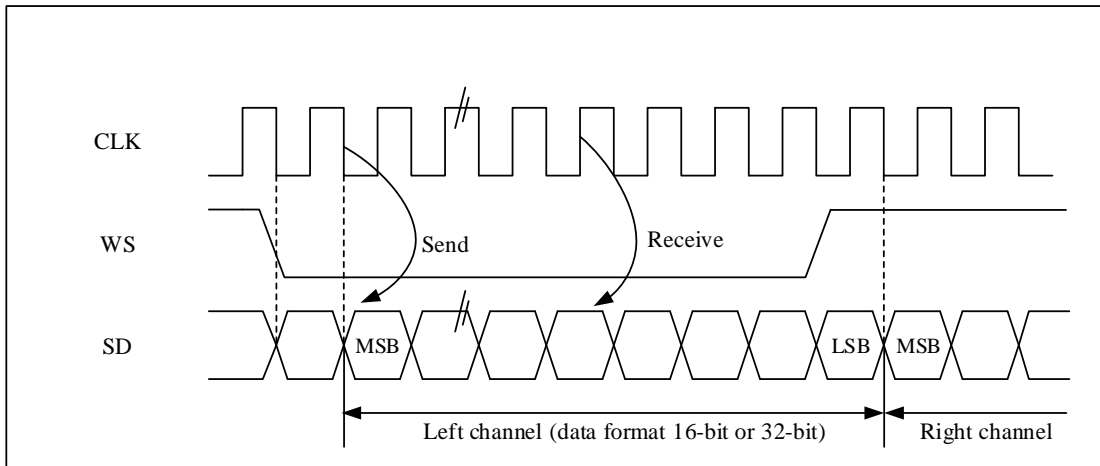 CLK
WS
Send
Receive
SD
MSB
LSB
MSB
Left channel (data format 16-bit or 32-bit)
Right channel